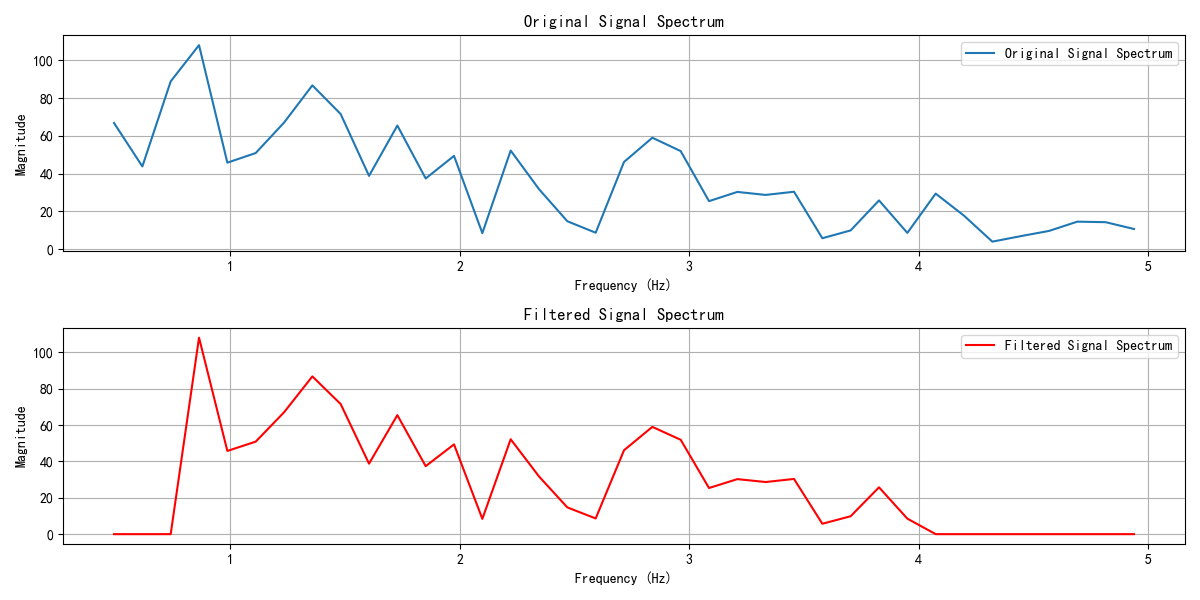 Original Signal Spectrum
Original Signal Spectrum
Magnitude
100
80
60
40
20
0
1 2 3 4 5
Frequency (Hz)
Filtered Signal Spectrum
Filtered Signal Spectrum
Magnitude
100
80
60
40
20
0
1 2 3 4 5
Frequency (Hz)